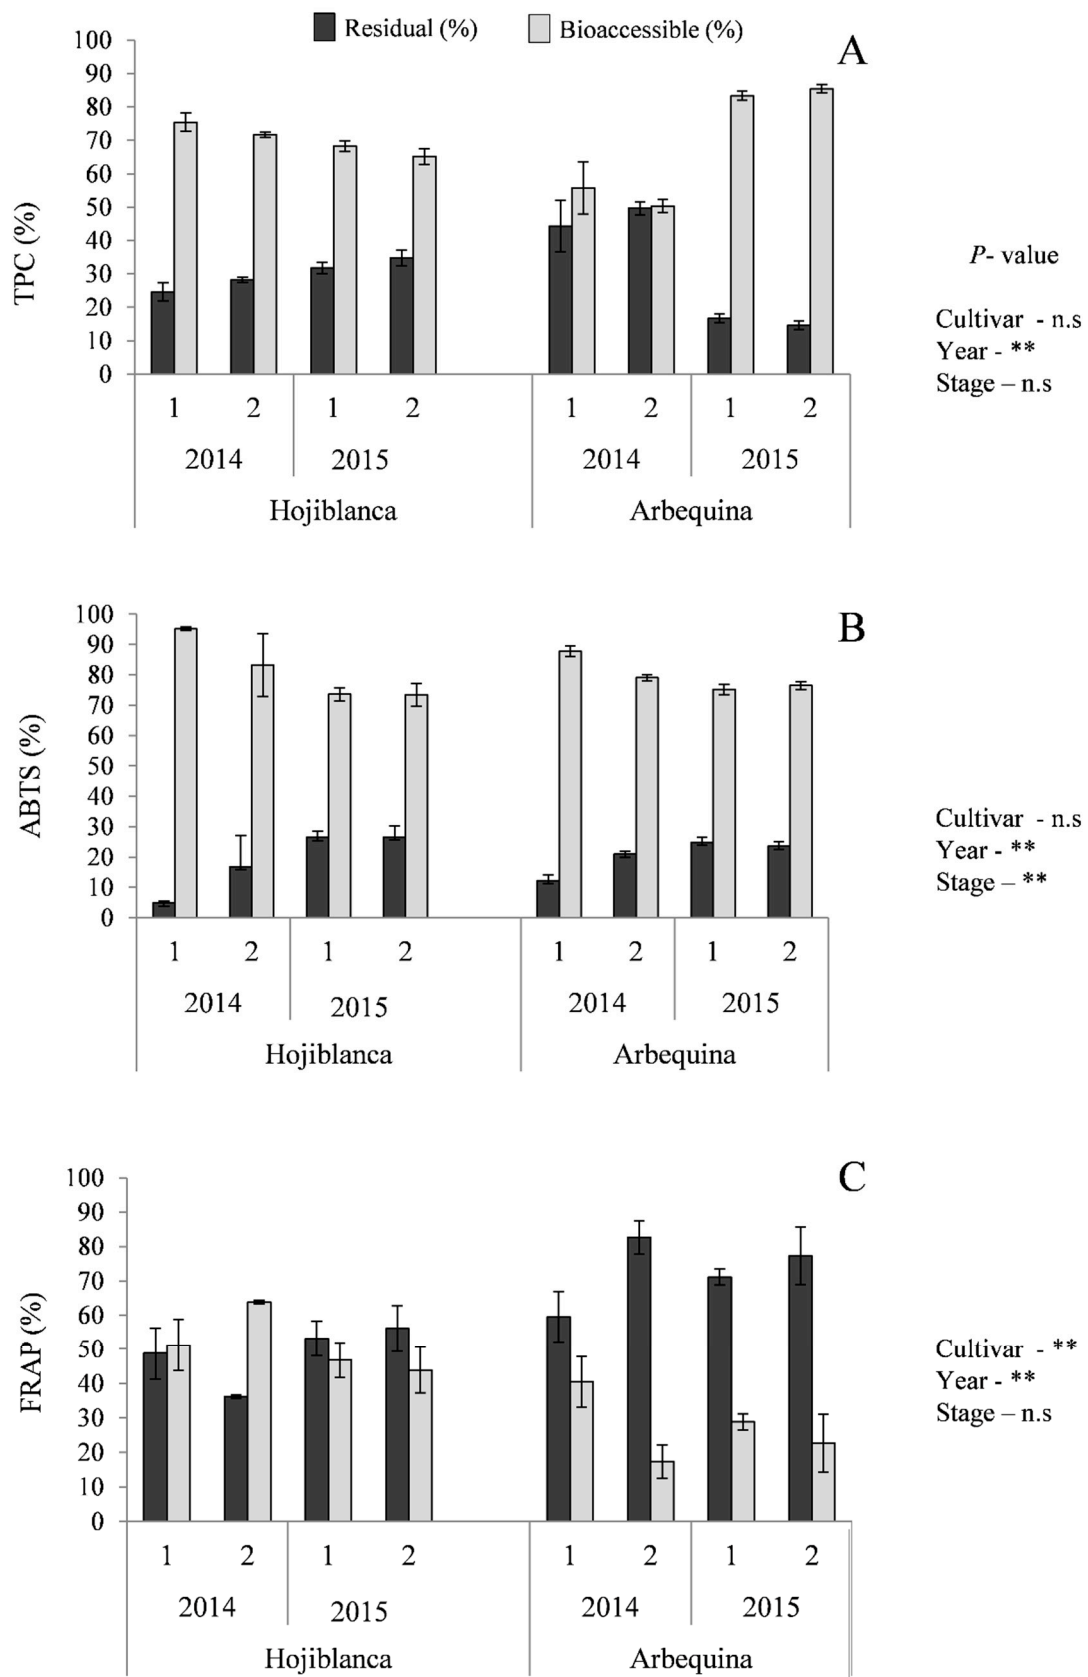 Residual (%) Bioaccessible (%)
A
100
90
80
70
60
50
40
30
20
10
0
TPC (%)
1 2 1 2 1 2 1 2
2014 2015 2014 2015
Hojiblanca Arbequina
P- value
Cultivar - n.s
Year - **
Stage – n.s
B
100
90
80
70
60
50
40
30
20
10
0
ABTS (%)
1 2 1 2 1 2 1 2
2014 2015 2014 2015
Hojiblanca Arbequina
Cultivar - n.s
Year - **
Stage – **
C
100
90
80
70
60
50
40
30
20
10
0
FRAP (%)
1 2 1 2 1 2 1 2
2014 2015 2014 2015
Hojiblanca Arbequina
Cultivar - **
Year - **
Stage – n.s